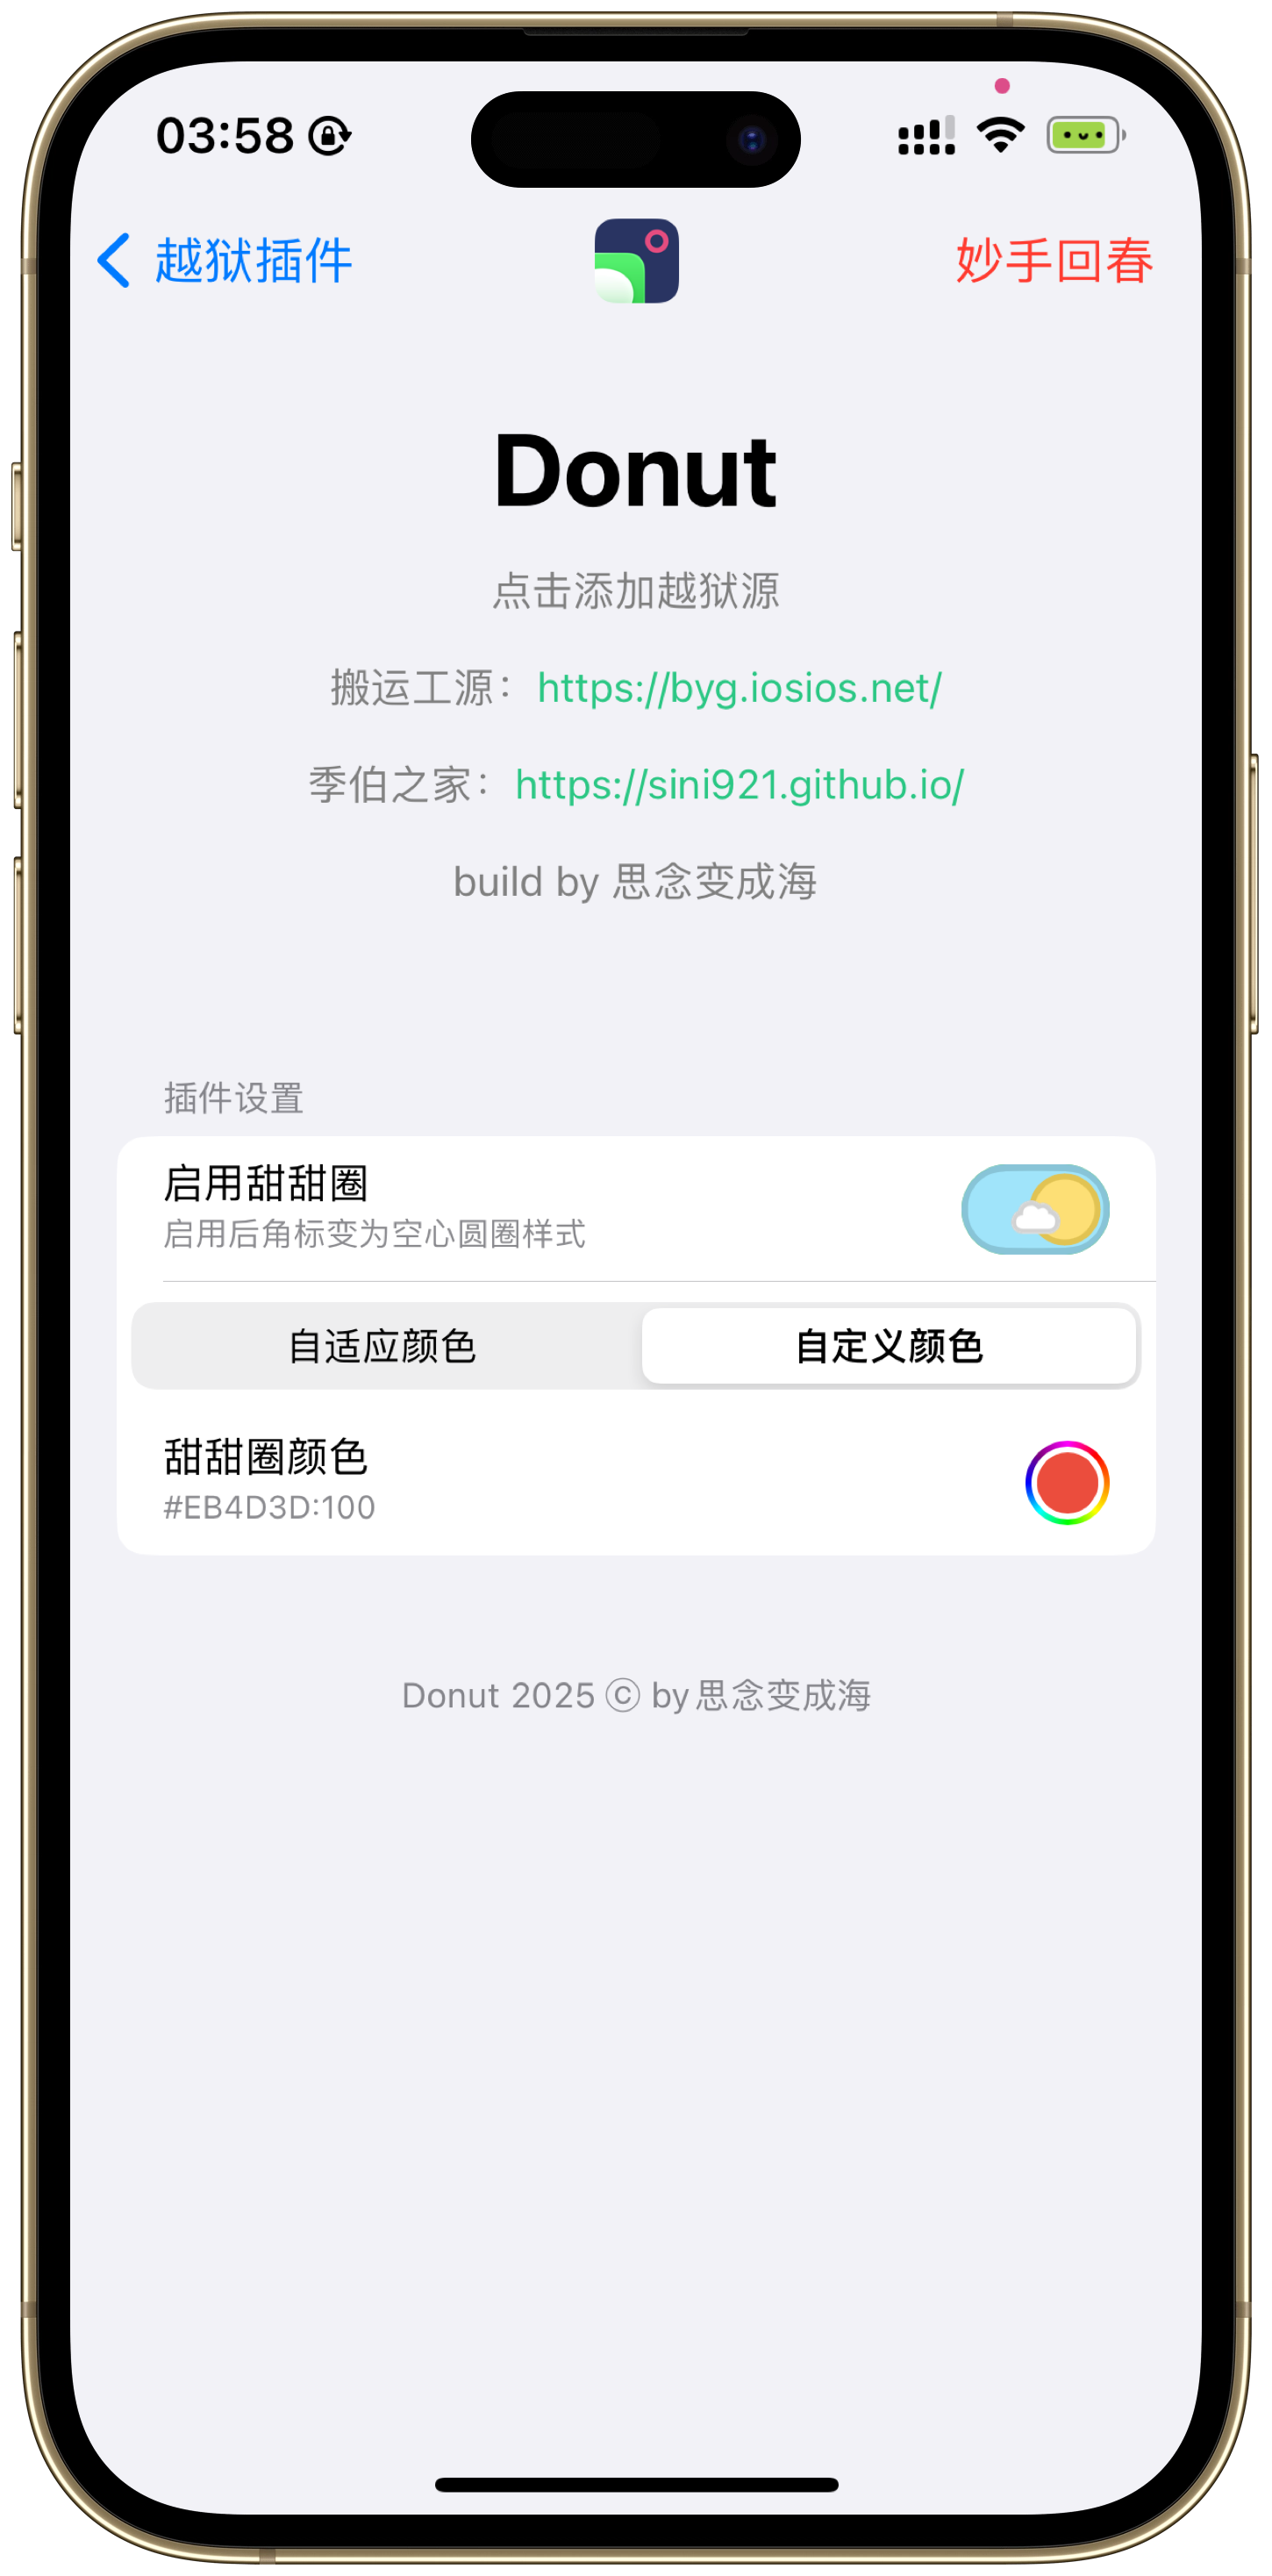 03:58
越狱插件
妙手回春
Donut
点击添加越狱源
搬运工源：https://byg.iosios.net/
季伯之家：https://sini921.github.io/
build by 思念变成海
插件设置
启用甜甜圈
启用后角标变为空心圆圈样式
自适应颜色
自定义颜色
甜甜圈颜色
#EB4D3D:100
Donut 2025 ⓒ by思念变成海